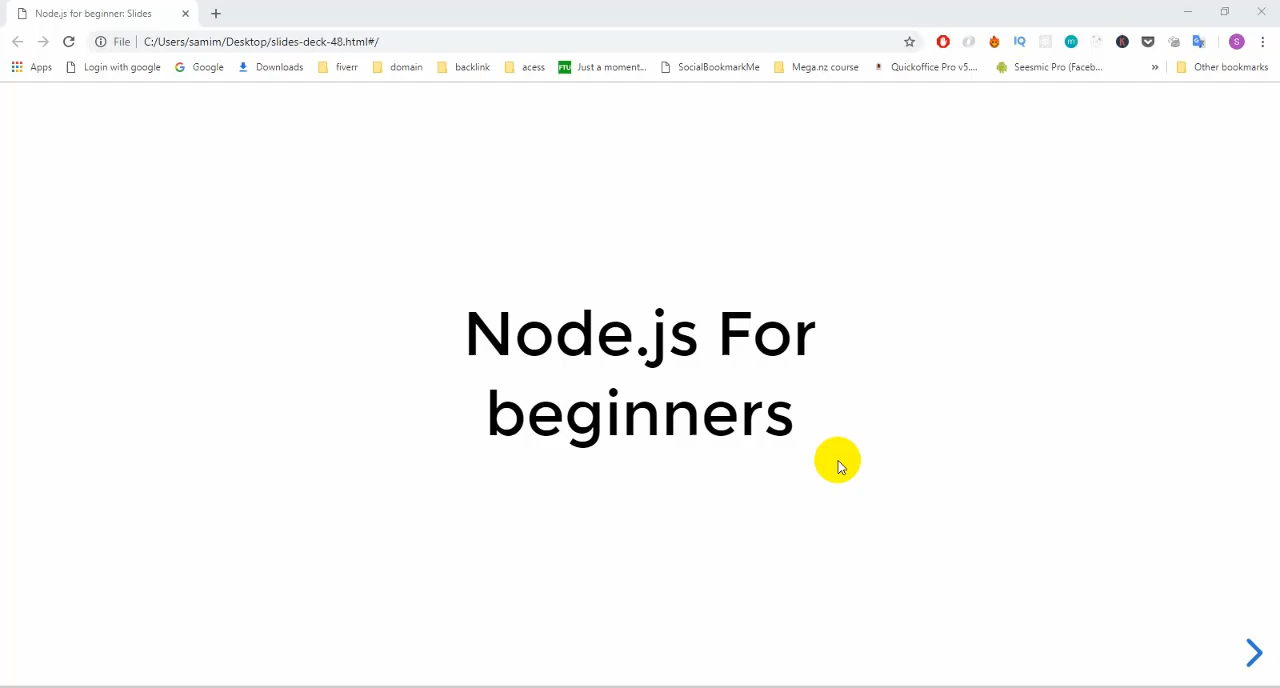 Node.js for beginner: Slides
File C:/Users/samim/Desktop/slides-deck-48.html#/
IQ m K S
Apps Login with google Google Downloads fiverr domain backlink acess FTU Just a moment... SocialBookmarkMe Mega.nz course Quickoffice Pro v5.... Seesmic Pro (Faceb... » Other bookmarks
Node.js For
beginners